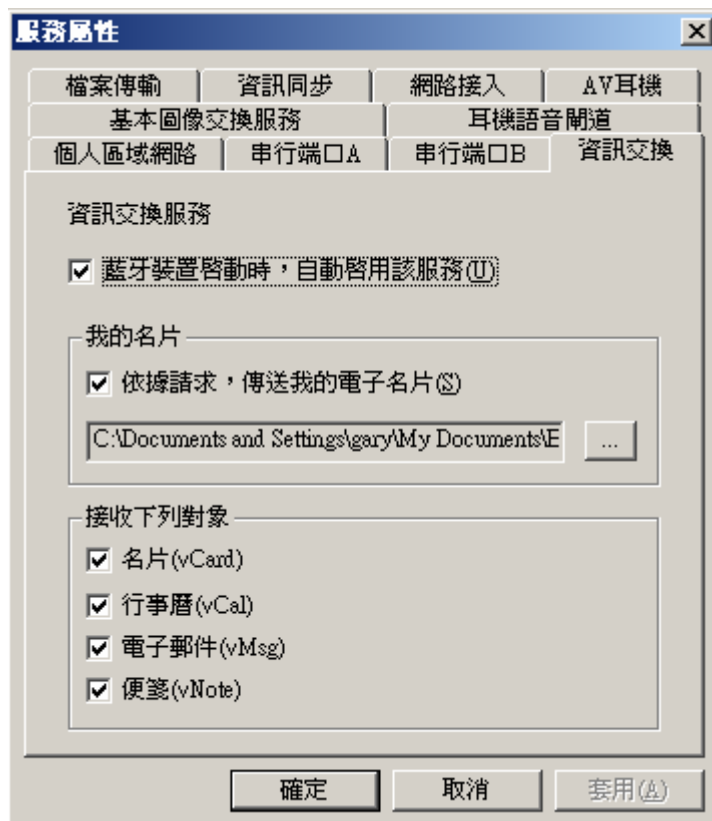 服務屬性
檔案傳輸 資訊同步 網路接入 AV耳機
基本圖像交換服務 耳機語音閘道
個人區域網路 串行端口A 串行端口B 資訊交換
資訊交換服務
藍牙裝置啓動時，自動啓用該服務(U)
我的名片
依據請求，傳送我的電子名片(S)
C:\Documents and Settings\gary\My Documents\E ...
接收下列對象
名片(vCard)
行事曆(vCal)
電子郵件(vMsg)
便箋(vNote)
確定 取消 套用(A)